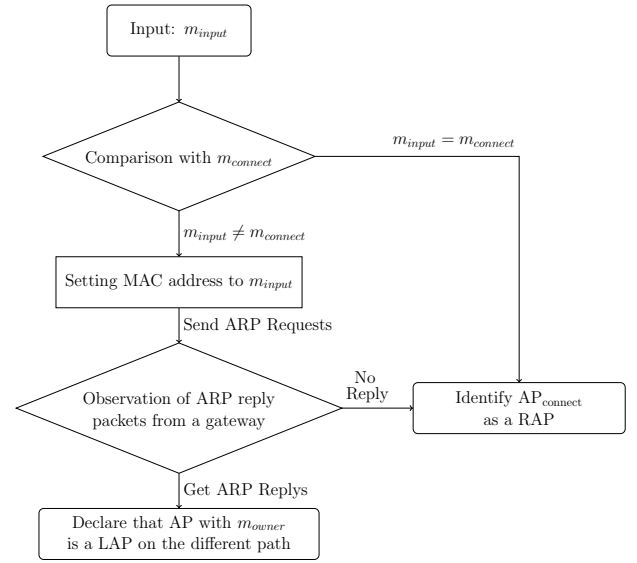 Input: m_input
Comparison with m_connect
m_input = m_connect
m_input ≠ m_connect
Setting MAC address to m_input
Send ARP Requests
Observation of ARP reply
packets from a gateway
No
Reply
Identify AP_connect
as a RAP
Get ARP Replys
Declare that AP with m_owner
is a LAP on the different path